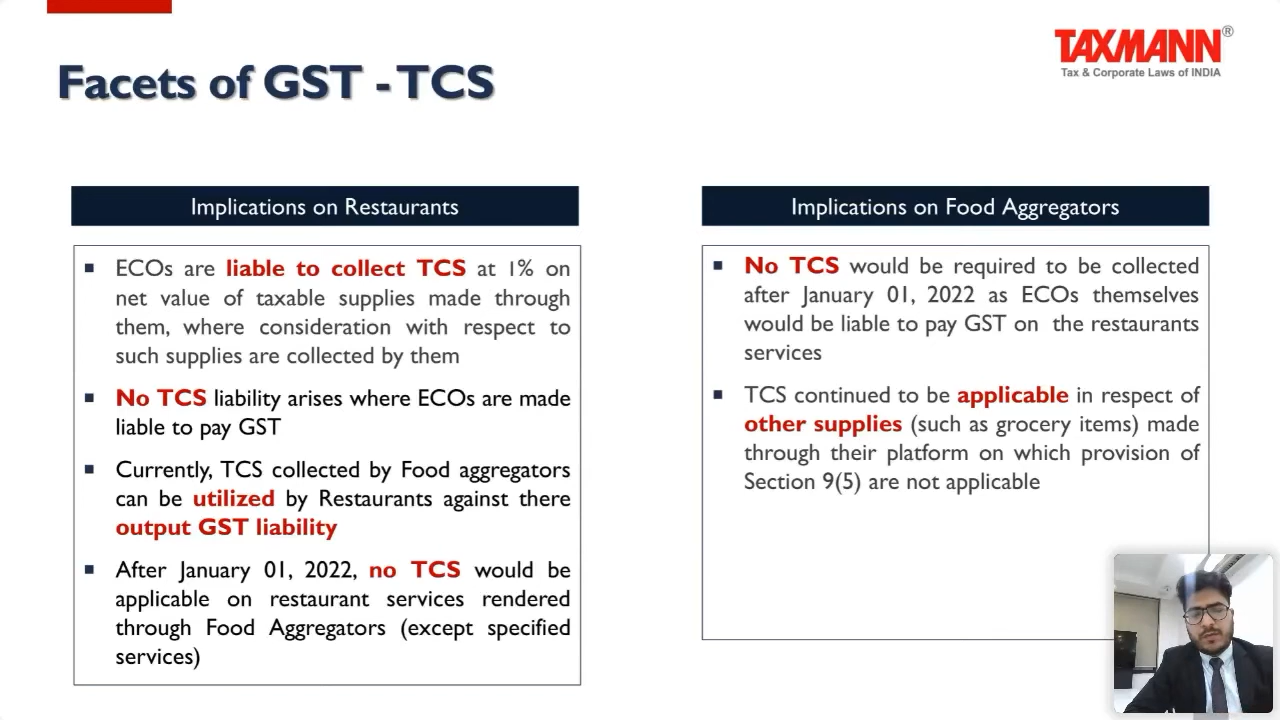 Facets of GST - TCS
TAXMANN®
Tax & Corporate Laws of INDIA
Implications on Restaurants
ECOs are liable to collect TCS at 1% on
net value of taxable supplies made through
them, where consideration with respect to
such supplies are collected by them
No TCS liability arises where ECOs are made
liable to pay GST
Currently, TCS collected by Food aggregators
can be utilized by Restaurants against there
output GST liability
After January 01, 2022, no TCS would be
applicable on restaurant services rendered
through Food Aggregators (except specified
services)
Implications on Food Aggregators
No TCS would be required to be collected
after January 01, 2022 as ECOs themselves
would be liable to pay GST on the restaurants
services
TCS continued to be applicable in respect of
other supplies (such as grocery items) made
through their platform on which provision of
Section 9(5) are not applicable